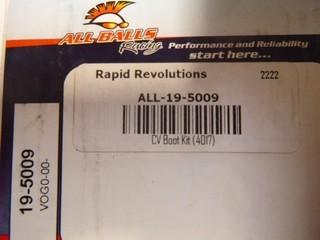 ALL BALLS
Racing
Performance and Reliability
start here...
Rapid Revolutions 2222
ALL-19-5009
CV Boot Kit (4017)
19-5009
VOG0-00-